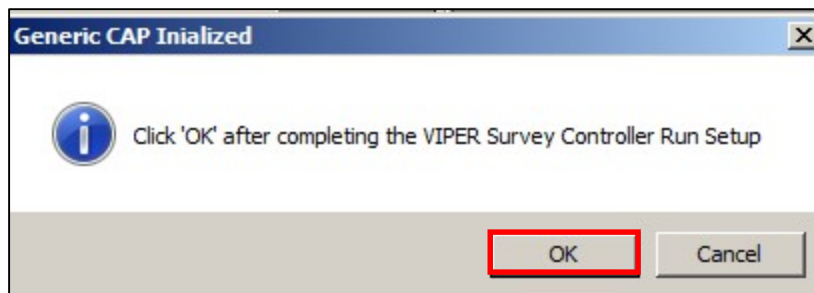 Generic CAP Inialized
Click 'OK' after completing the VIPER Survey Controller Run Setup
OK
Cancel